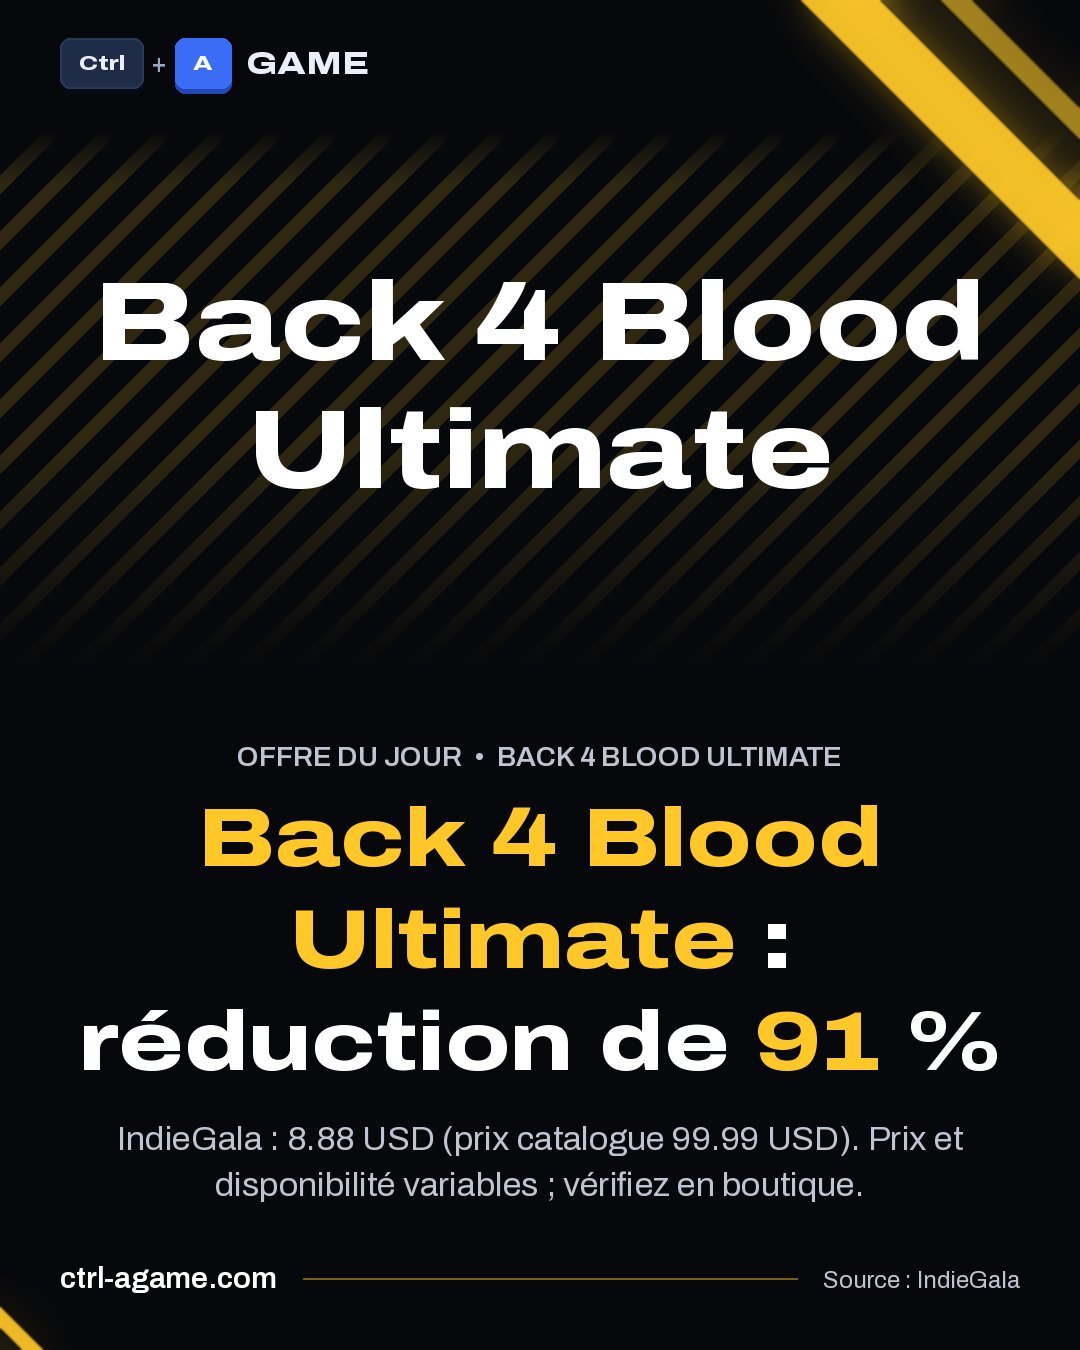 Ctrl + A GAME
Back 4 Blood
Ultimate
OFFRE DU JOUR • BACK 4 BLOOD ULTIMATE
Back 4 Blood
Ultimate :
réduction de 91 %
IndieGala : 8.88 USD (prix catalogue 99.99 USD). Prix et
disponibilité variables ; vérifiez en boutique.
ctrl-agame.com
Source : IndieGala